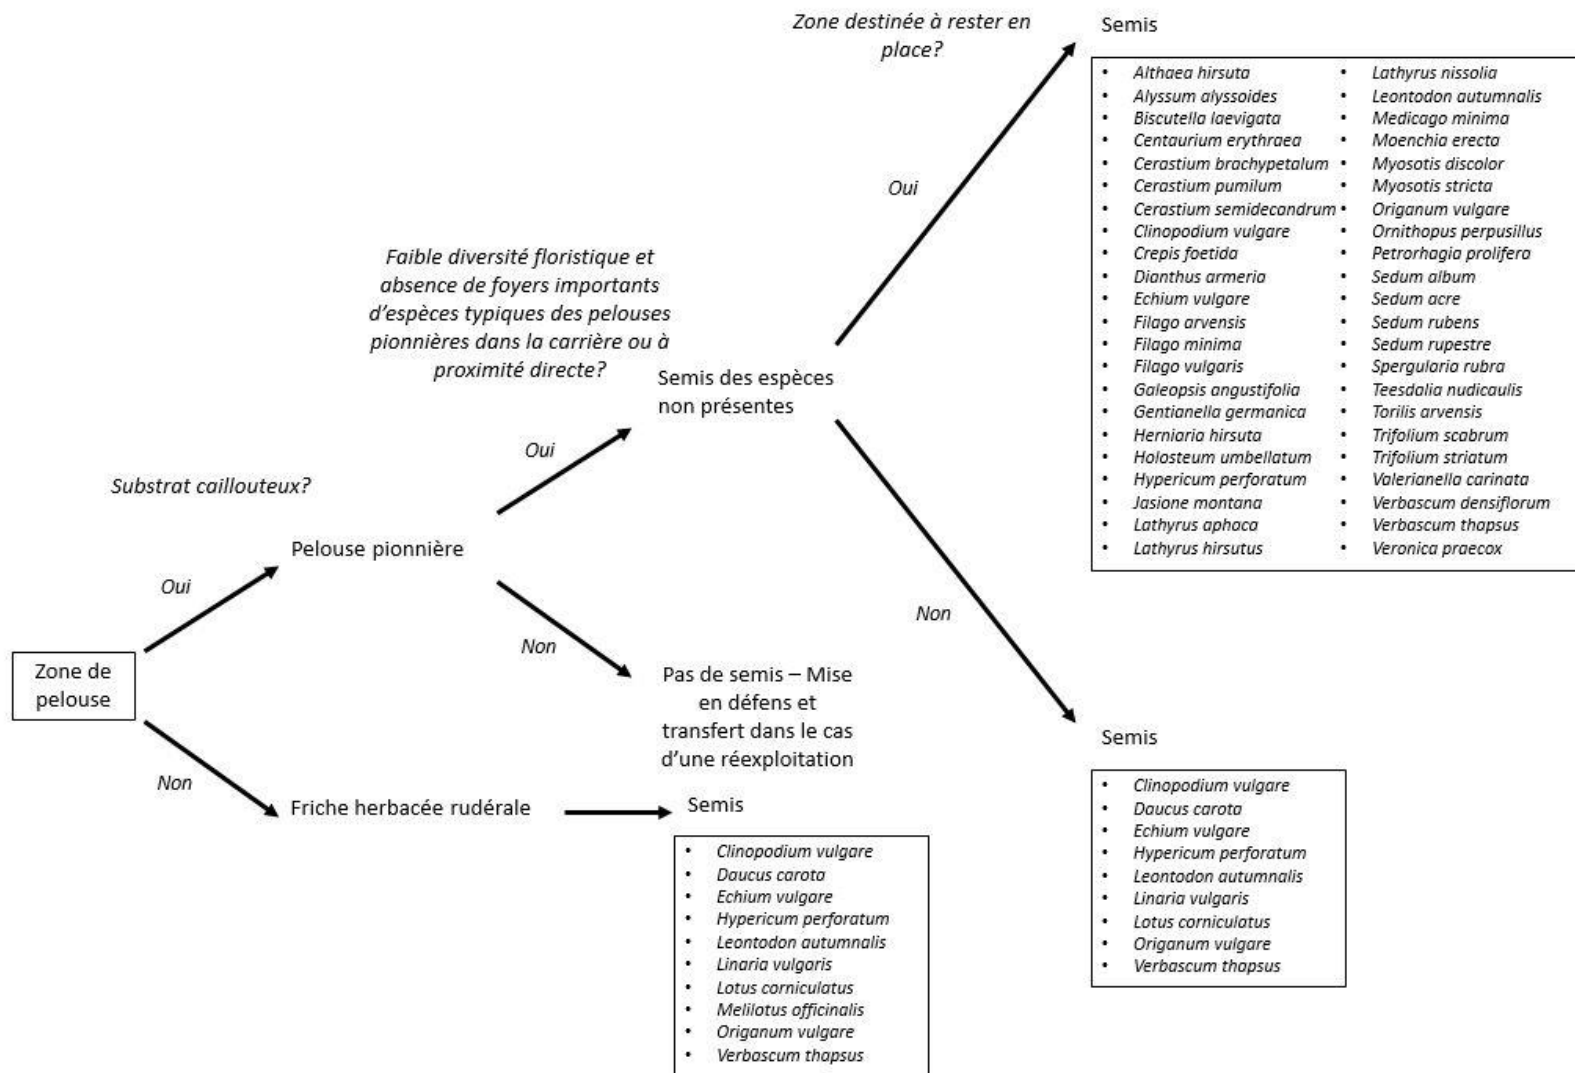 Zone destinée à rester en
place?
Semis
• Althaea hirsuta
• Alyssum alyssoides
• Biscutella laevigata
• Centaurium erythraea
• Cerastium brachypetalum
• Cerastium pumilum
• Cerastium semidecandrum
• Clinopodium vulgare
• Crepis foetida
• Dianthus armeria
• Echium vulgare
• Filago arvensis
• Filago minima
• Filago vulgaris
• Galeopsis angustifolia
• Gentianella germanica
• Herniaria hirsuta
• Holosteum umbellatum
• Hypericum perforatum
• Jasione montana
• Lathyrus aphaca
• Lathyrus hirsutus
• Lathyrus nissolia
• Leontodon autumnalis
• Medicago minima
• Moenchia erecta
• Myosotis discolor
• Myosotis stricta
• Origanum vulgare
• Ornithopus perpusillus
• Petrorhagia prolifera
• Sedum album
• Sedum acre
• Sedum rubens
• Sedum rupestre
• Spergularia rubra
• Teesdalia nudicaulis
• Torilis arvensis
• Trifolium scabrum
• Trifolium striatum
• Valerianella carinata
• Verbascum densiflorum
• Verbascum thapsus
• Veronica praecox
Oui
Faible diversité floristique et
absence de foyers importants
d'espèces typiques des pelouses
pionnières dans la carrière ou à
proximité directe?
Semis des espèces
non présentes
Oui
Substrat caillouteux?
Pelouse pionnière
Oui
Non
Non
Zone de
pelouse
Pas de semis – Mise
en défens et
transfert dans le cas
d'une réexploitation
Non
Friche herbacée rudérale
Semis
• Clinopodium vulgare
• Daucus carota
• Echium vulgare
• Hypericum perforatum
• Leontodon autumnalis
• Linaria vulgaris
• Lotus corniculatus
• Melilotus officinalis
• Origanum vulgare
• Verbascum thapsus
Semis
• Clinopodium vulgare
• Daucus carota
• Echium vulgare
• Hypericum perforatum
• Leontodon autumnalis
• Linaria vulgaris
• Lotus corniculatus
• Origanum vulgare
• Verbascum thapsus